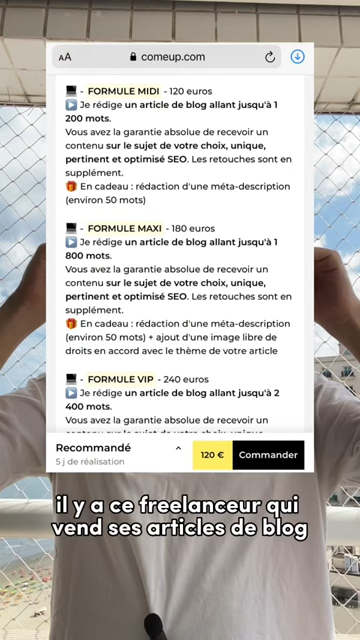 AA comeup.com
- FORMULE MIDI - 120 euros
Je rédige un article de blog allant jusqu'à 1
200 mots.
Vous avez la garantie absolue de recevoir un
contenu sur le sujet de votre choix, unique,
pertinent et optimisé SEO. Les retouches sont en
supplément.
En cadeau : rédaction d'une méta-description
(environ 50 mots)
- FORMULE MAXI - 180 euros
Je rédige un article de blog allant jusqu'à 1
800 mots.
Vous avez la garantie absolue de recevoir un
contenu sur le sujet de votre choix, unique,
pertinent et optimisé SEO. Les retouches sont en
supplément.
En cadeau : rédaction d'une méta-description
(environ 50 mots) + ajout d'une image libre de
droits en accord avec le thème de votre article
- FORMULE VIP - 240 euros
Je rédige un article de blog allant jusqu'à 2
400 mots.
Vous avez la garantie absolue de recevoir un
contenu sur le sujet de votre choix, unique,
Recommandé
5 j de réalisation
120 €
Commander
il y a ce freelanceur qui
vend ses articles de blog